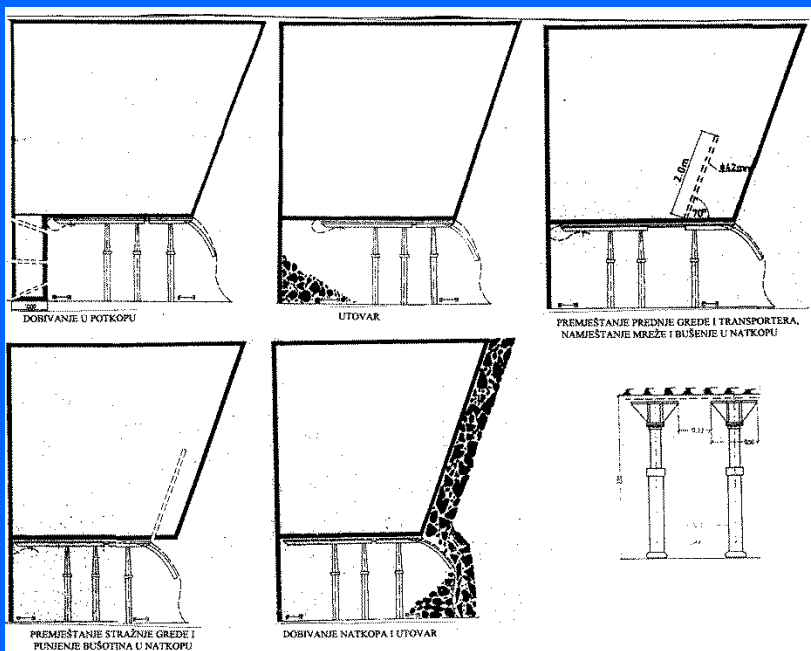 2.0m
70°
DOBIVANJE U POTKOPU
UTOVAR
PREMJEŠTANJE PREDNJE GREDE I TRANSPORTERA,
NAMJEŠTANJE MREŽE I BUŠENJE U NATKOPU
PREMJEŠTANJE STRAŽNJE GREDE I
PUNJENJE BUŠOTINA U NATKOPU
DOBIVANJE NATKOPA I UTOVAR